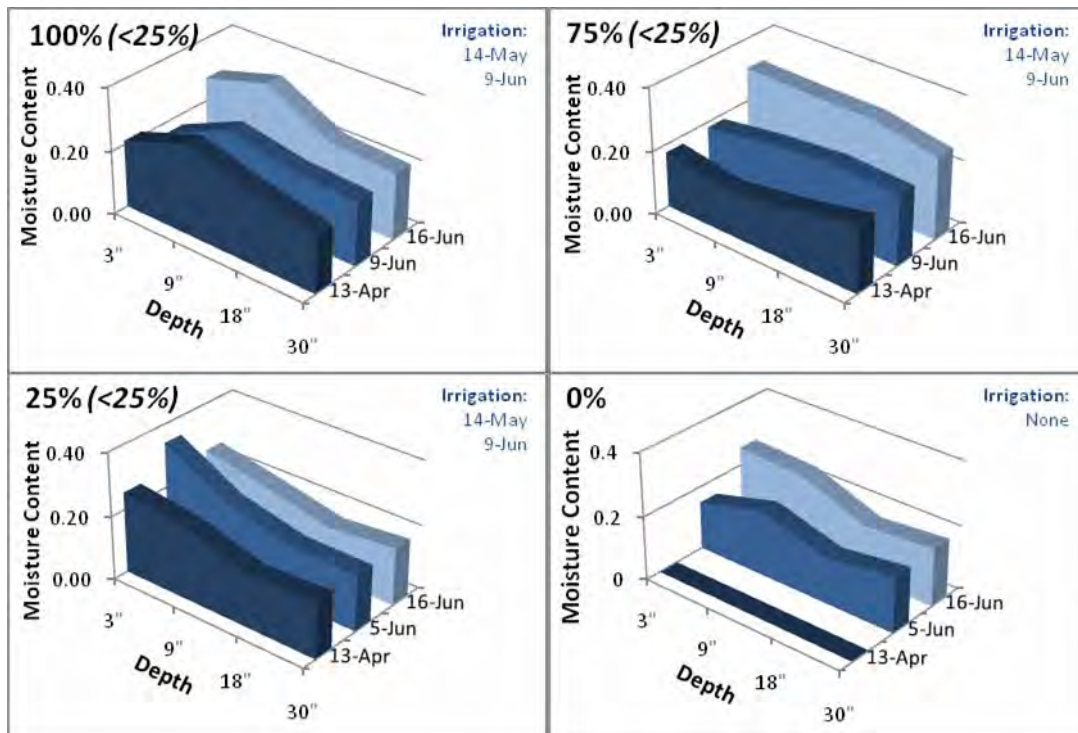 100% (<25%)
Irrigation:
14-May
9-Jun
Moisture Content
0.40
0.20
0.00
3"
9"
18"
30"
Depth
13-Apr
9-Jun
16-Jun
75% (<25%)
Irrigation:
14-May
9-Jun
Moisture Content
0.40
0.20
0.00
3"
9"
18"
30"
Depth
13-Apr
9-Jun
16-Jun
25% (<25%)
Irrigation:
14-May
9-Jun
Moisture Content
0.40
0.20
0.00
3"
9"
18"
30"
Depth
13-Apr
5-Jun
16-Jun
0%
Irrigation:
None
Moisture Content
0.4
0.2
0
3"
9"
18"
30"
Depth
13-Apr
5-Jun
16-Jun